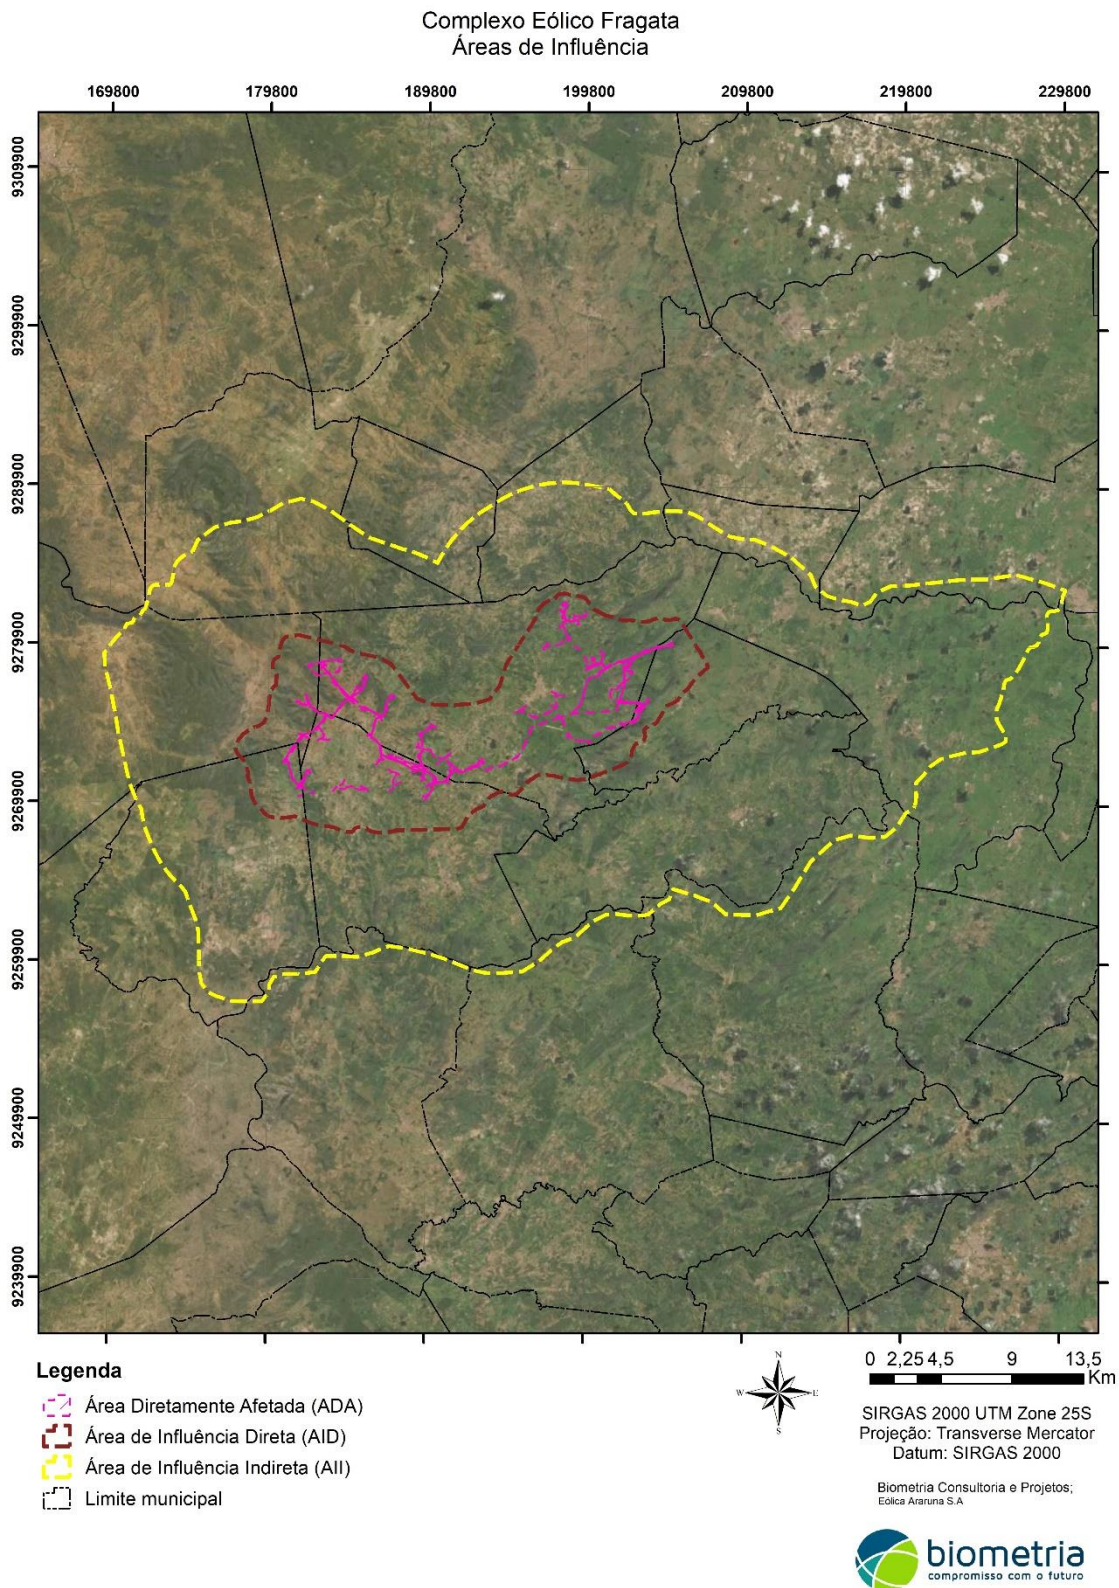 Complexo Eólico Fragata
Áreas de Influência
169800 179800 189800 199800 209800 219800 229800
9309900
9299900
9289900
9279900
9269900
9259900
9249900
9239900
Legenda
Área Diretamente Afetada (ADA)
Área de Influência Direta (AID)
Área de Influência Indireta (AII)
Limite municipal
N
W E
S
0 2,25 4,5 9 13,5
Km
SIRGAS 2000 UTM Zone 25S
Projeção: Transverse Mercator
Datum: SIRGAS 2000
Biometria Consultoria e Projetos;
Eólica Araruna S.A
biometria
compromisso com o futuro